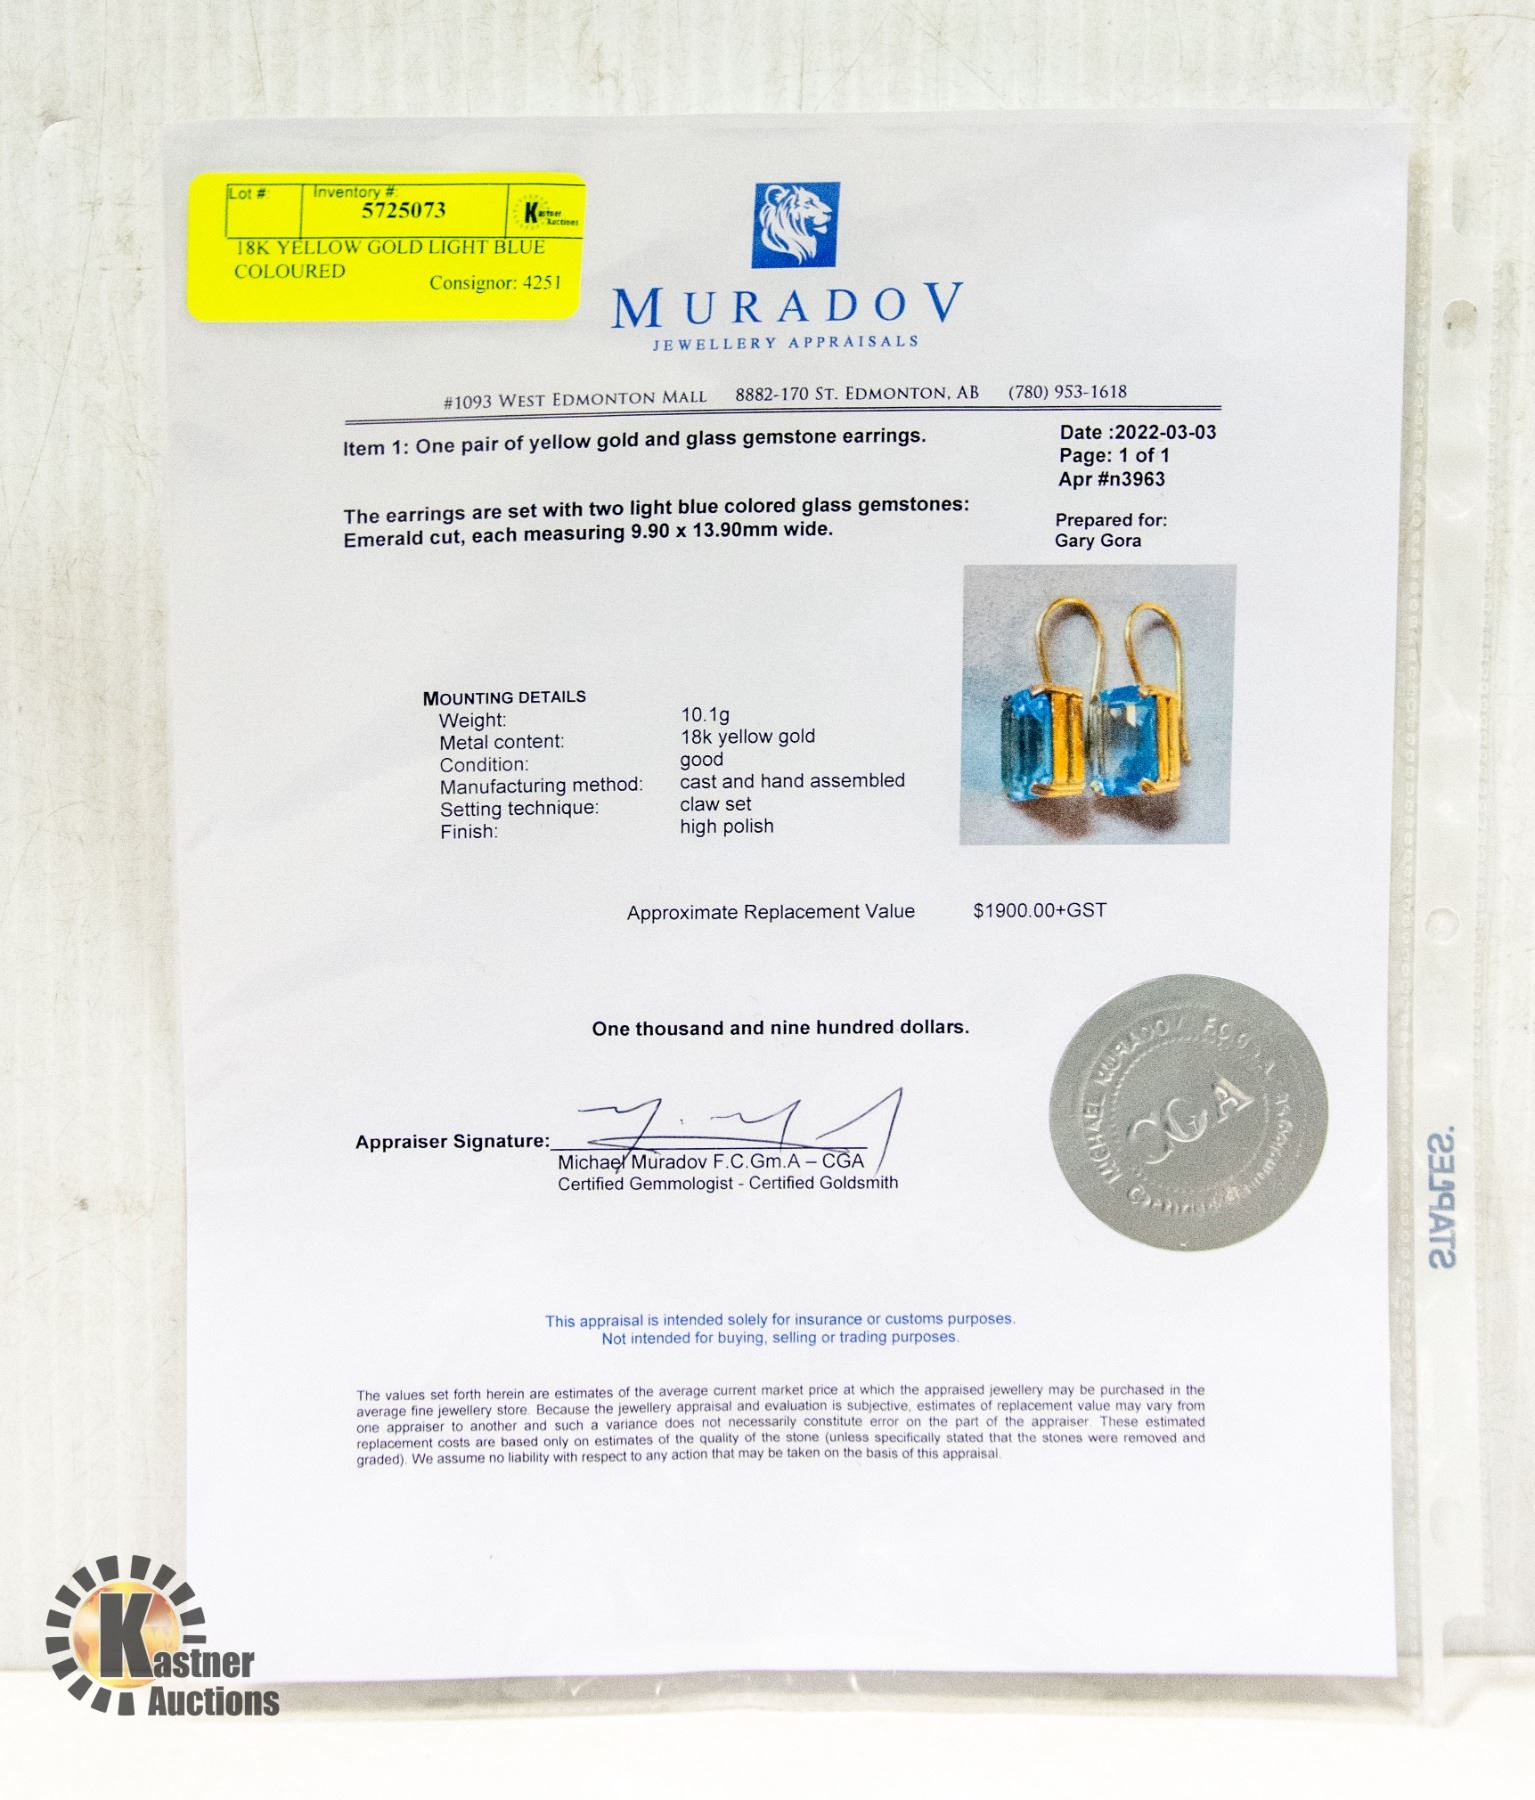 Lot #: Inventory #:
5725073
Kastner Auctions
18K YELLOW GOLD LIGHT BLUE
COLOURED
Consignor: 4251
MURADOV
JEWELLERY APPRAISALS
#1093 WEST EDMONTON MALL 8882-170 ST. EDMONTON, AB (780) 953-1618
Item 1: One pair of yellow gold and glass gemstone earrings.
Date :2022-03-03
Page: 1 of 1
Apr #n3963
The earrings are set with two light blue colored glass gemstones:
Emerald cut, each measuring 9.90 x 13.90mm wide.
Prepared for:
Gary Gora
MOUNTING DETAILS
Weight: 10.1g
Metal content: 18k yellow gold
Condition: good
Manufacturing method: cast and hand assembled
Setting technique: claw set
Finish: high polish
Approximate Replacement Value $1900.00+GST
One thousand and nine hundred dollars.
Appraiser Signature:
Michael Muradov F.C.Gm.A – CGA
Certified Gemmologist - Certified Goldsmith
MICHAEL MURADOV
CGA
STAPLES.
This appraisal is intended solely for insurance or customs purposes.
Not intended for buying, selling or trading purposes.
The values set forth herein are estimates of the average current market price at which the appraised jewellery may be purchased in the
average fine jewellery store. Because the jewellery appraisal and evaluation is subjective, estimates of replacement value may vary from
one appraiser to another and such a variance does not necessarily constitute error on the part of the appraiser. These estimated
replacement costs are based only on estimates of the quality of the stone (unless specifically stated that the stones were removed and
graded). We assume no liability with respect to any action that may be taken on the basis of this appraisal.
Kastner
Auctions